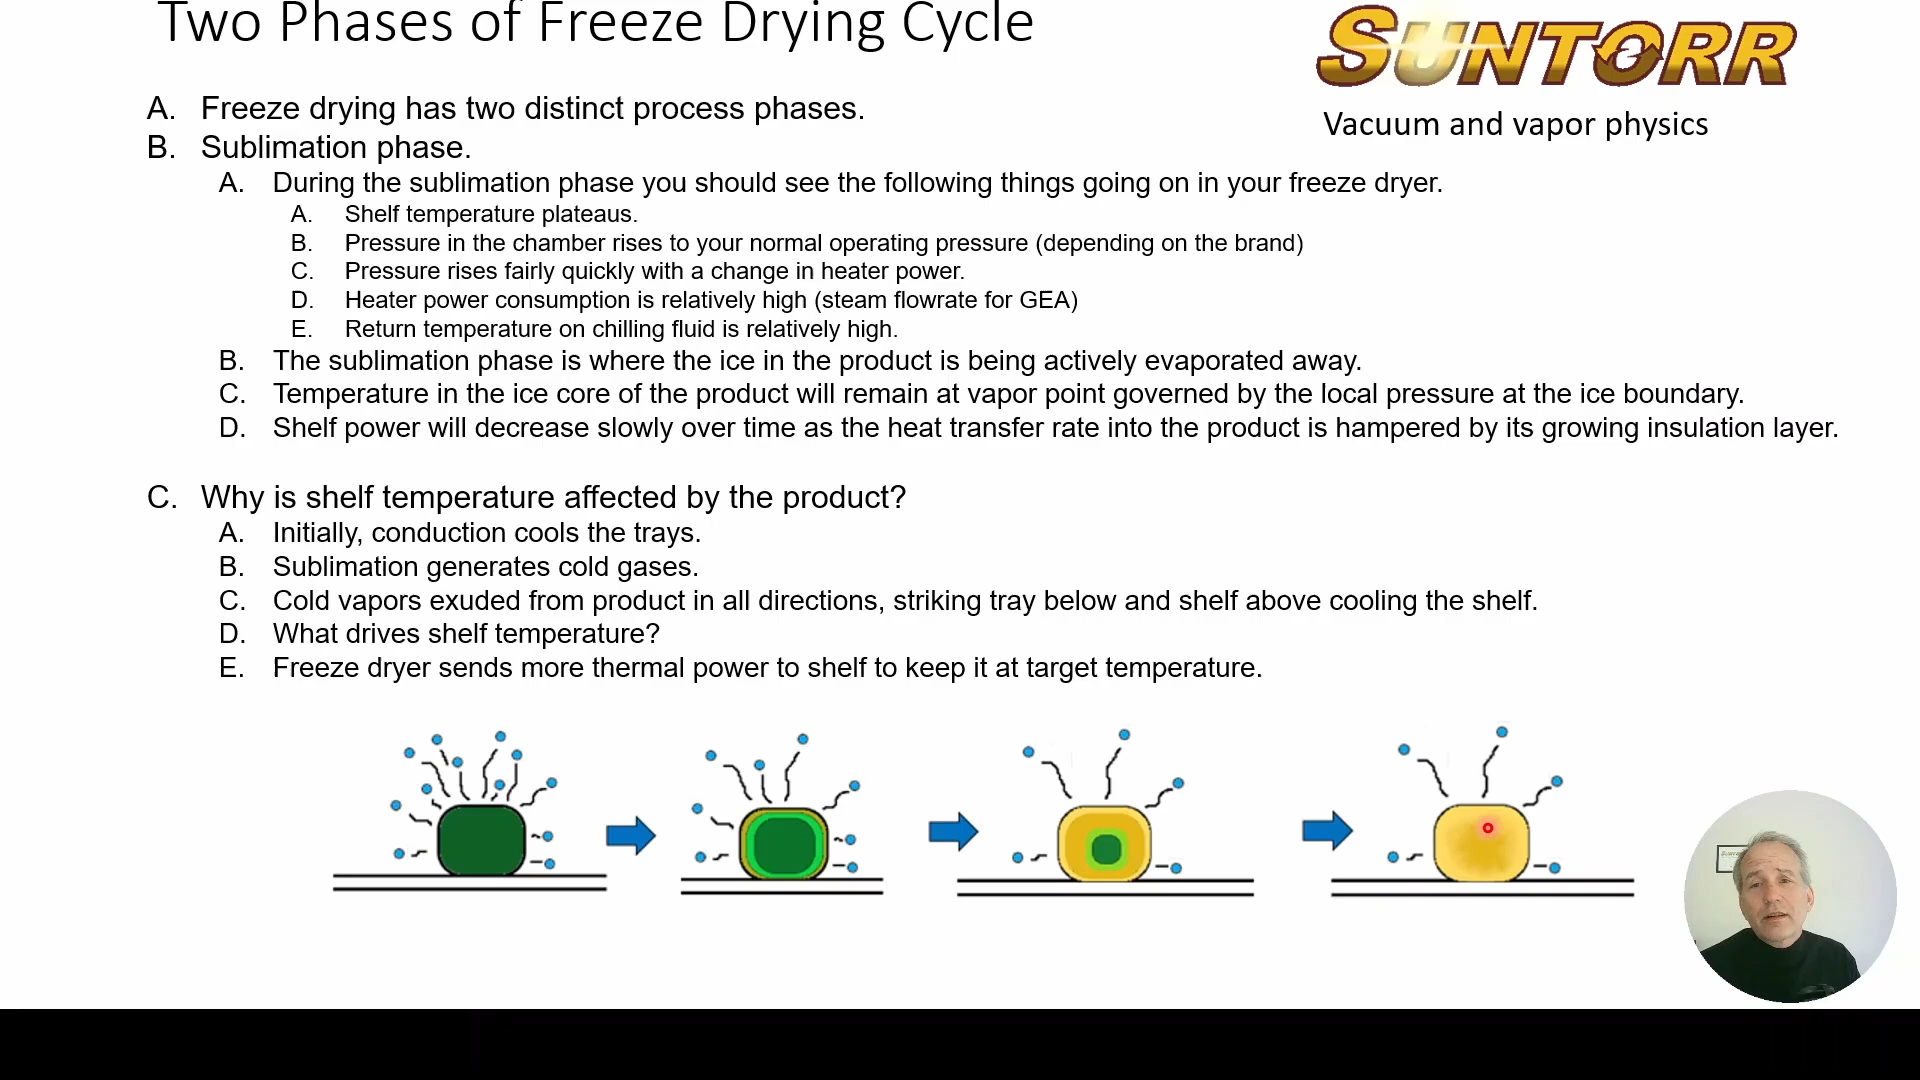 Two Phases of Freeze Drying Cycle
SUNTORR
Vacuum and vapor physics
A. Freeze drying has two distinct process phases.
B. Sublimation phase.
A. During the sublimation phase you should see the following things going on in your freeze dryer.
A. Shelf temperature plateaus.
B. Pressure in the chamber rises to your normal operating pressure (depending on the brand)
C. Pressure rises fairly quickly with a change in heater power.
D. Heater power consumption is relatively high (steam flowrate for GEA)
E. Return temperature on chilling fluid is relatively high.
B. The sublimation phase is where the ice in the product is being actively evaporated away.
C. Temperature in the ice core of the product will remain at vapor point governed by the local pressure at the ice boundary.
D. Shelf power will decrease slowly over time as the heat transfer rate into the product is hampered by its growing insulation layer.
C. Why is shelf temperature affected by the product?
A. Initially, conduction cools the trays.
B. Sublimation generates cold gases.
C. Cold vapors exuded from product in all directions, striking tray below and shelf above cooling the shelf.
D. What drives shelf temperature?
E. Freeze dryer sends more thermal power to shelf to keep it at target temperature.